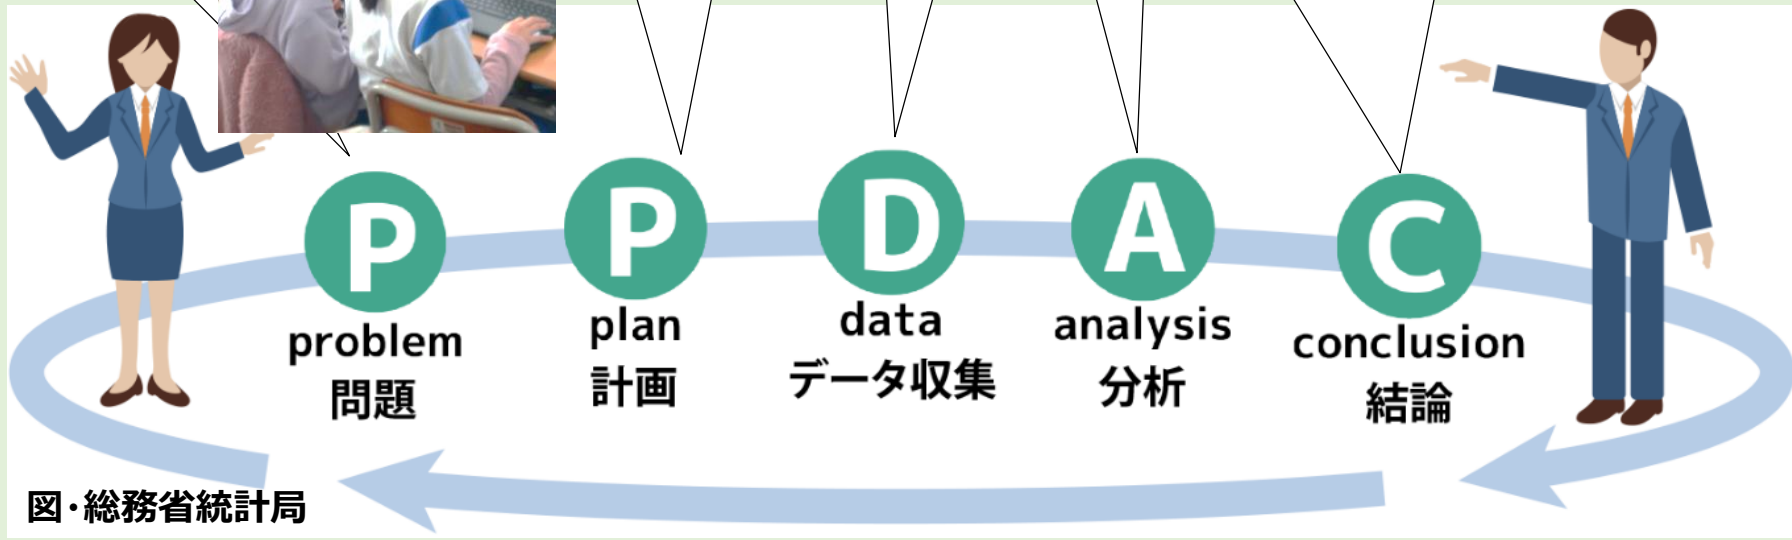 P
problem
問題
P
plan
計画
D
data
データ収集
A
analysis
分析
C
conclusion
結論
図・総務省統計局